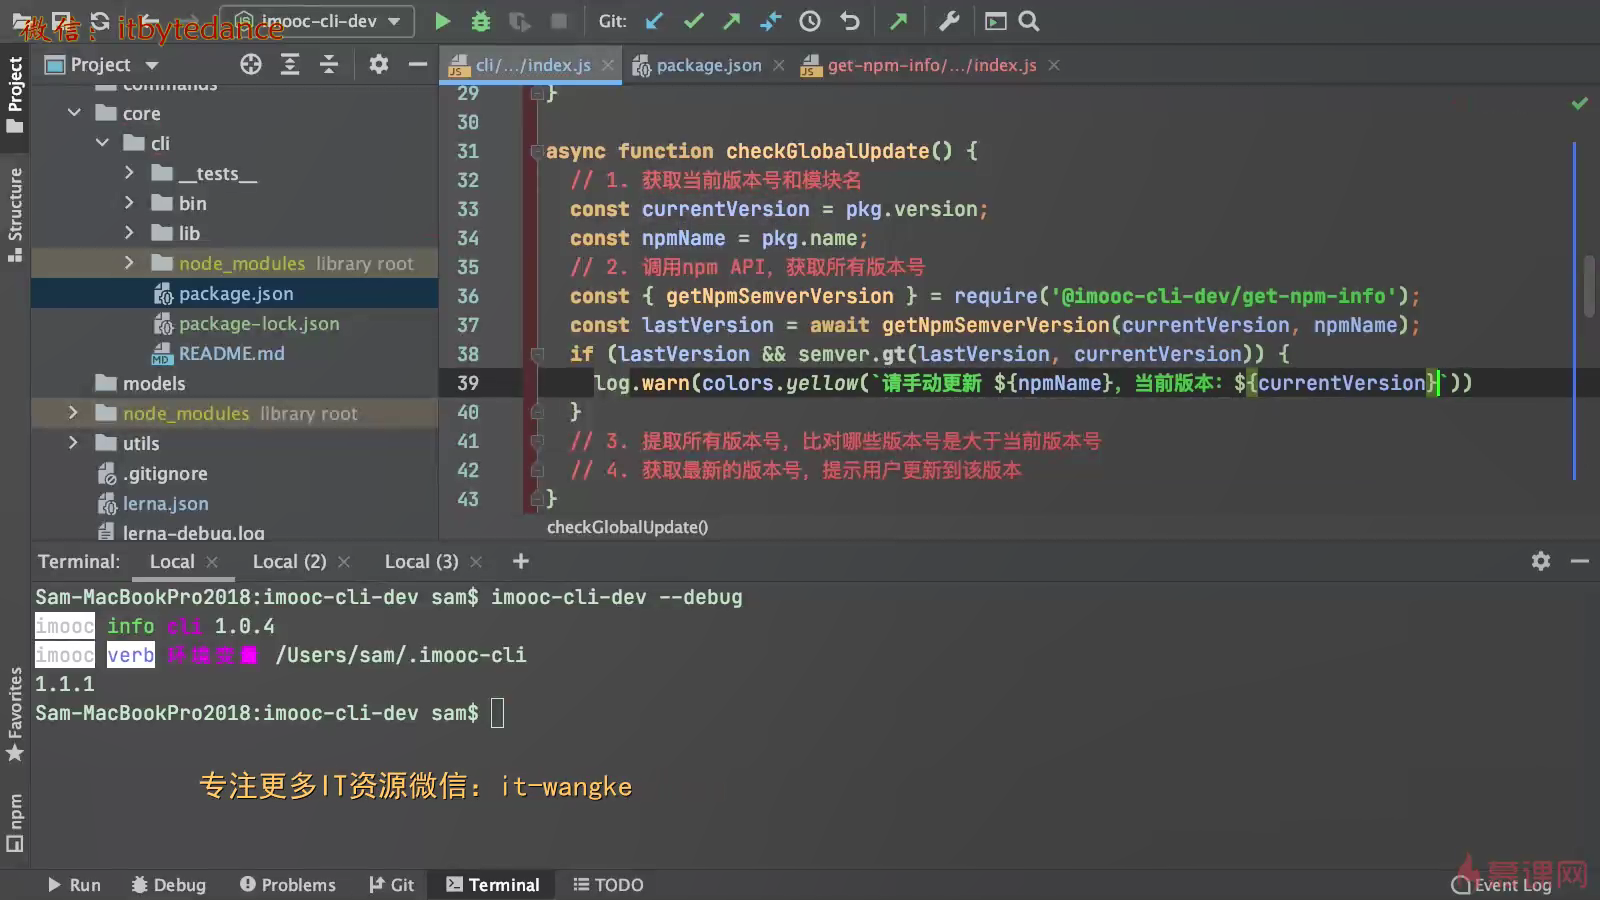 微信：itbytedance
imooc-cli-dev
Git:
Project
cli/.../index.js
package.json
get-npm-info/.../index.js
Project
Structure
Favorites
npm
commands
core
cli
__tests__
bin
lib
node_modules library root
package.json
package-lock.json
README.md
models
node_modules library root
utils
.gitignore
lerna.json
lerna-debug.log
29 }
30
31 async function checkGlobalUpdate() {
32 // 1. 获取当前版本号和模块名
33 const currentVersion = pkg.version;
34 const npmName = pkg.name;
35 // 2. 调用npm API，获取所有版本号
36 const { getNpmSemverVersion } = require('@imooc-cli-dev/get-npm-info');
37 const lastVersion = await getNpmSemverVersion(currentVersion, npmName);
38 if (lastVersion && semver.gt(lastVersion, currentVersion)) {
39 log.warn(colors.yellow(`请手动更新 ${npmName}，当前版本：${currentVersion}`))
40 }
41 // 3. 提取所有版本号，比对哪些版本号是大于当前版本号
42 // 4. 获取最新的版本号，提示用户更新到该版本
43 }
checkGlobalUpdate()
Terminal: Local Local (2) Local (3)
Sam-MacBookPro2018:imooc-cli-dev sam$ imooc-cli-dev --debug
imooc info cli 1.0.4
imooc verb 环境变量 /Users/sam/.imooc-cli
1.1.1
Sam-MacBookPro2018:imooc-cli-dev sam$
专注更多IT资源微信：it-wangke
Run Debug Problems Git Terminal TODO
Event Log
慕课网